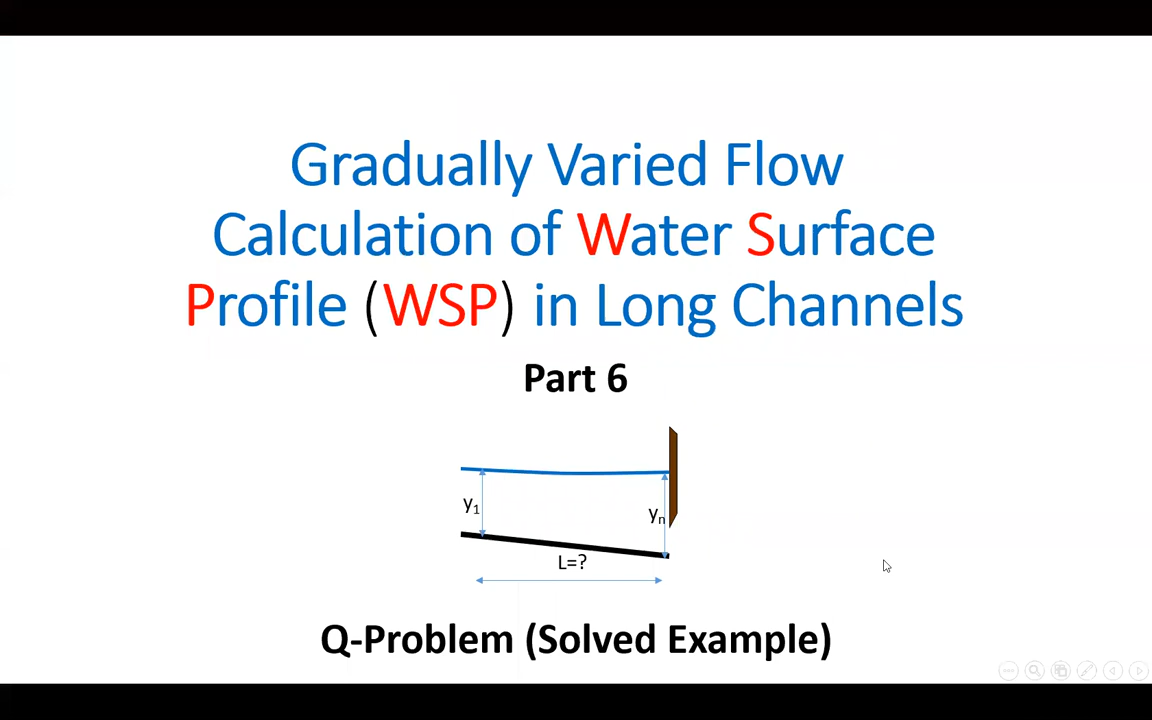 Gradually Varied Flow
Calculation of Water Surface
Profile (WSP) in Long Channels
Part 6
y1
yn
L=?
Q-Problem (Solved Example)